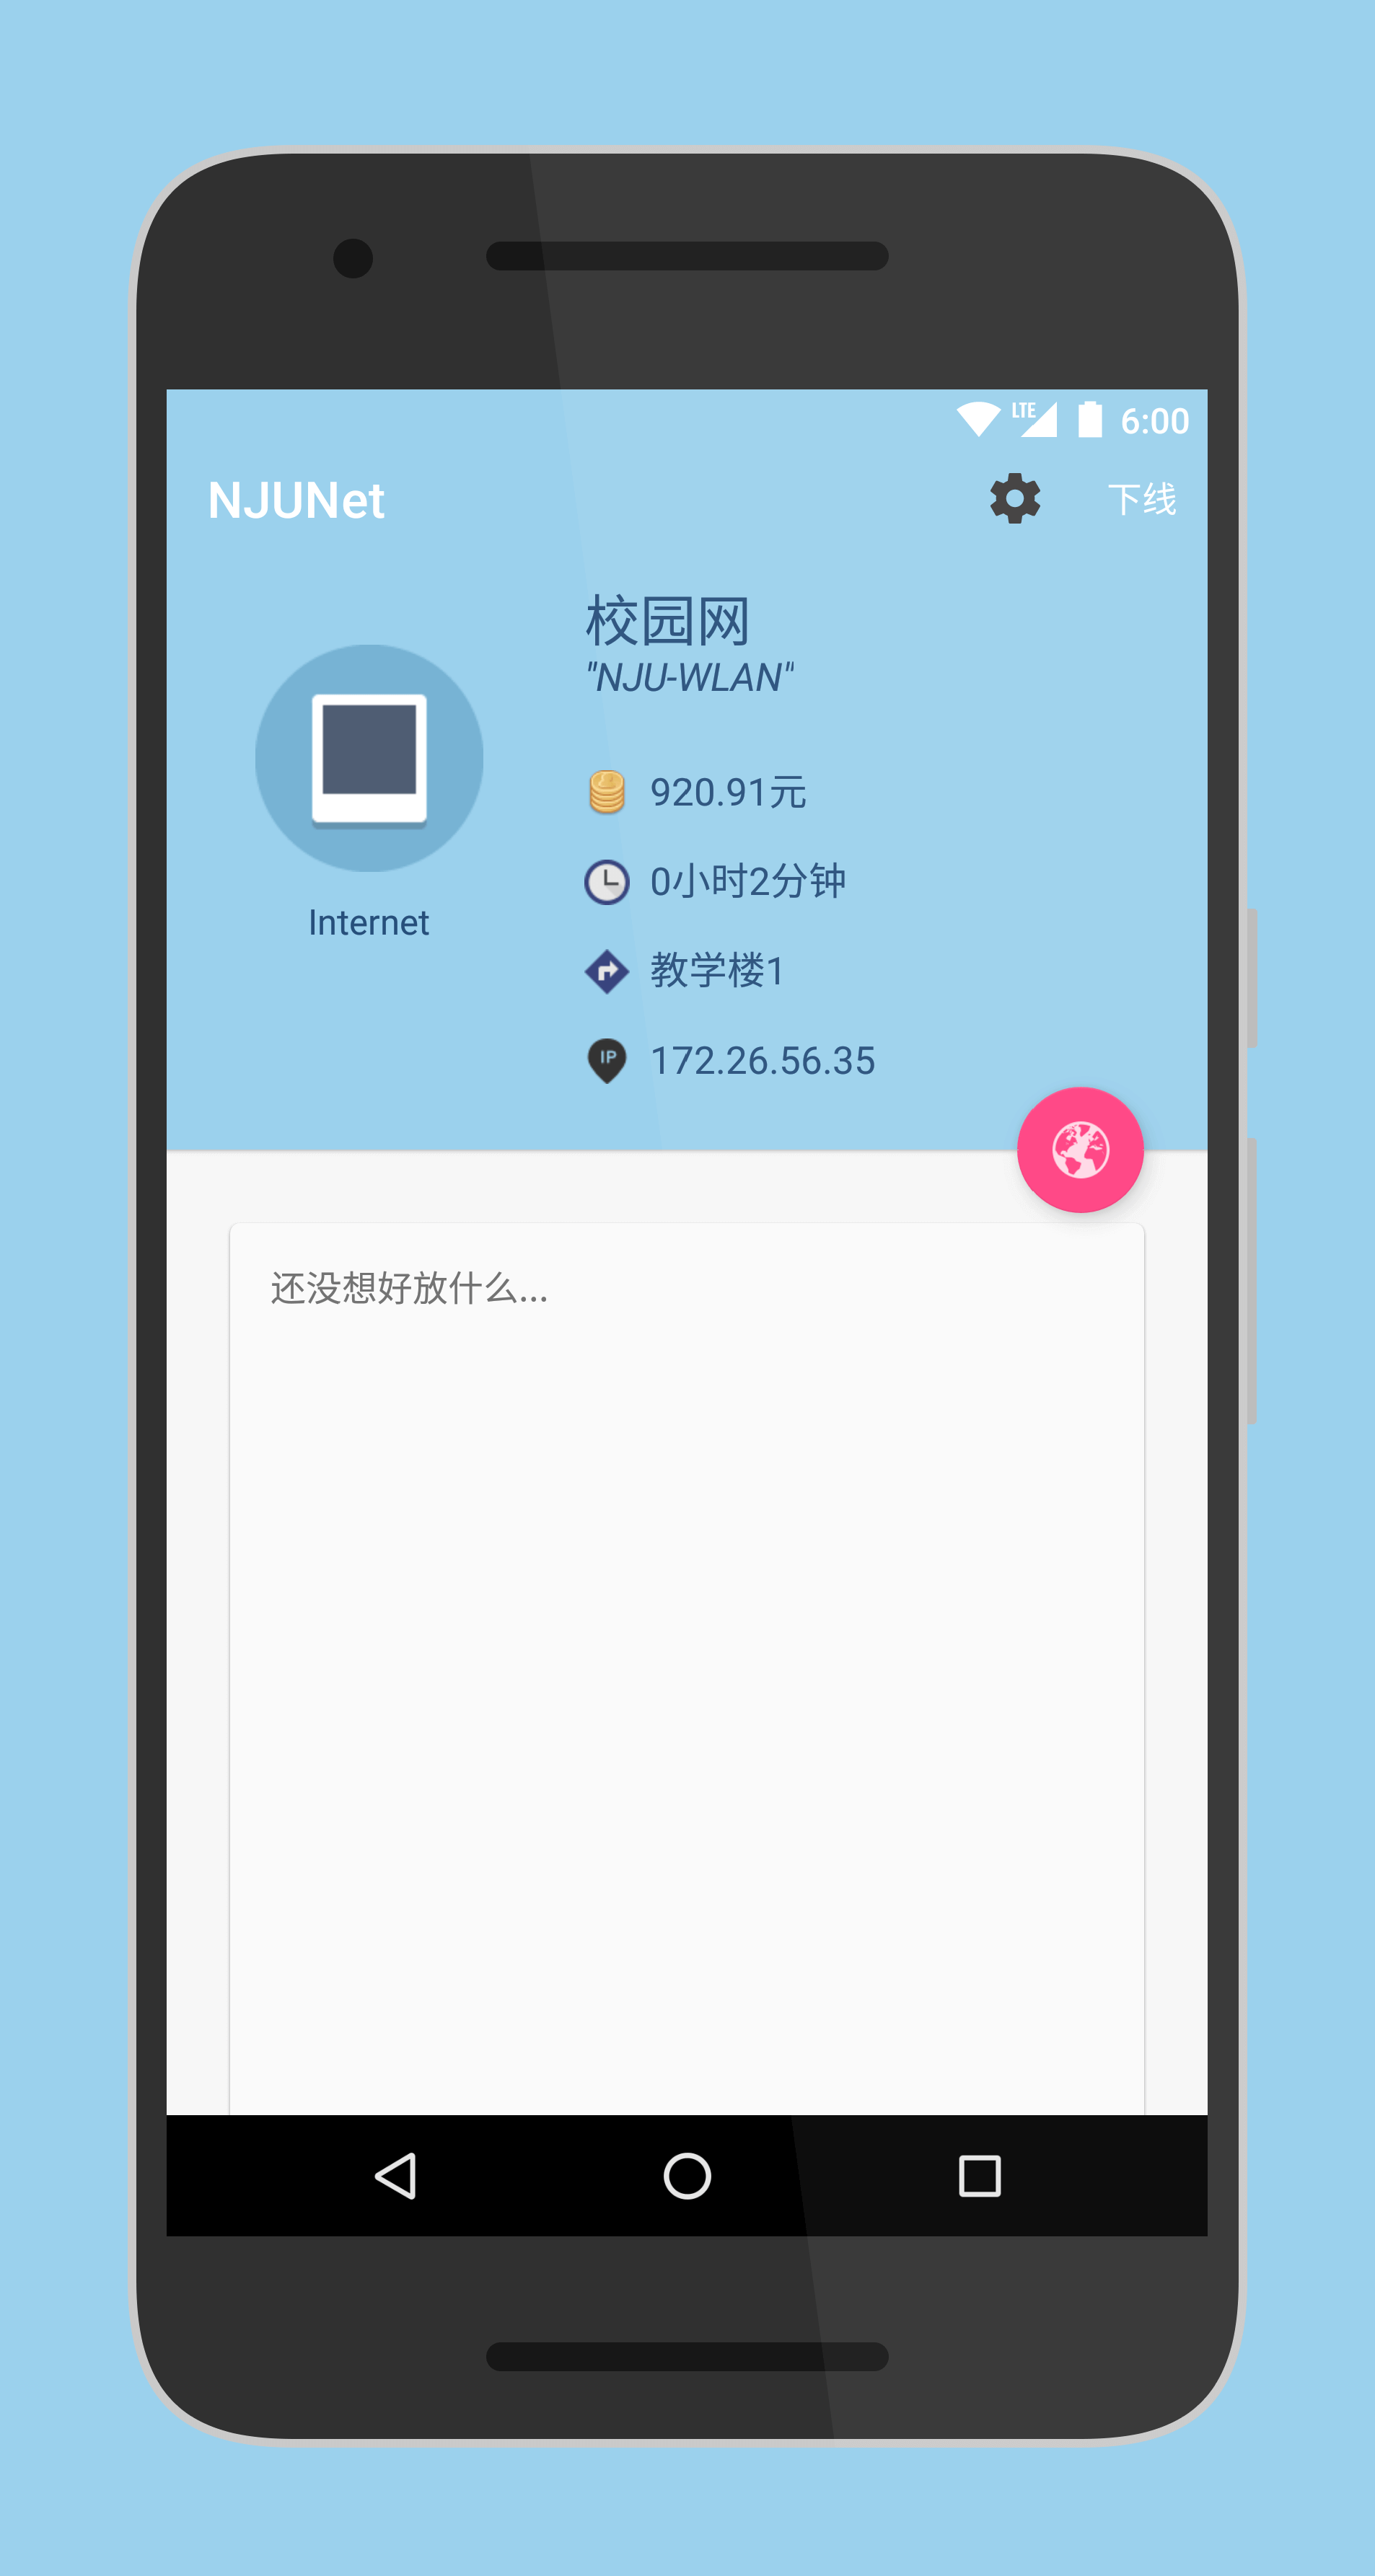 LTE 6:00
NJUNet 下线
校园网
"NJU-WLAN"
920.91元
0小时2分钟
Internet
教学楼1
IP 172.26.56.35
还没想好放什么...